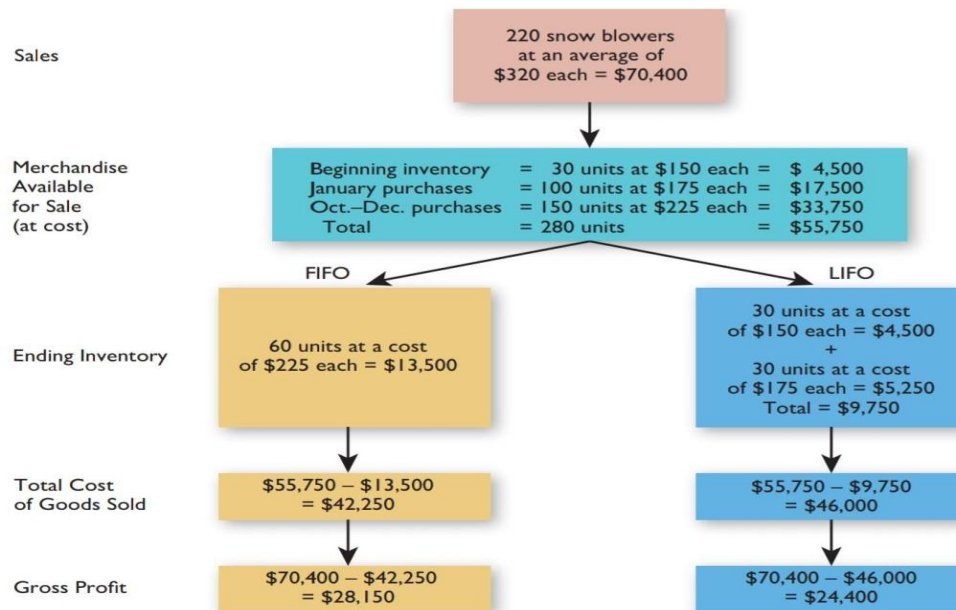 Sales
220 snow blowers
at an average of
$320 each = $70,400
Merchandise
Available
for Sale
(at cost)
Beginning inventory = 30 units at $150 each = $ 4,500
January purchases = 100 units at $175 each = $17,500
Oct.–Dec. purchases = 150 units at $225 each = $33,750
Total = 280 units = $55,750
FIFO
LIFO
Ending Inventory
60 units at a cost
of $225 each = $13,500
30 units at a cost
of $150 each = $4,500
+
30 units at a cost
of $175 each = $5,250
Total = $9,750
Total Cost
of Goods Sold
$55,750 – $13,500
= $42,250
$55,750 – $9,750
= $46,000
Gross Profit
$70,400 – $42,250
= $28,150
$70,400 – $46,000
= $24,400